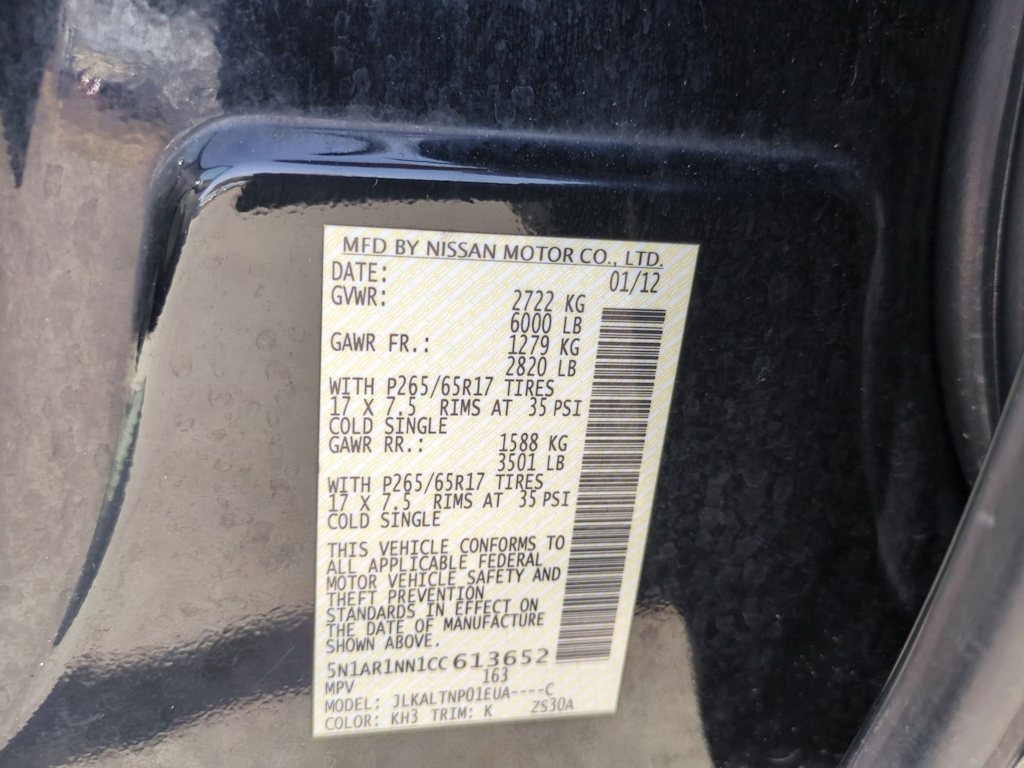 MFD BY NISSAN MOTOR CO., LTD.
DATE: 01/12
GVWR: 2722 KG
6000 LB
GAWR FR.: 1279 KG
2820 LB
WITH P265/65R17 TIRES
17 X 7.5 RIMS AT 35 PSI
COLD SINGLE
GAWR RR.: 1588 KG
3501 LB
WITH P265/65R17 TIRES
17 X 7.5 RIMS AT 35 PSI
COLD SINGLE
THIS VEHICLE CONFORMS TO
ALL APPLICABLE FEDERAL
MOTOR VEHICLE SAFETY AND
THEFT PREVENTION
STANDARDS IN EFFECT ON
THE DATE OF MANUFACTURE
SHOWN ABOVE.
5N1AR1NN1CC 613652
MPV 163
MODEL: JLKALTNP01EUA----C
COLOR: KH3 TRIM: K ZS30A